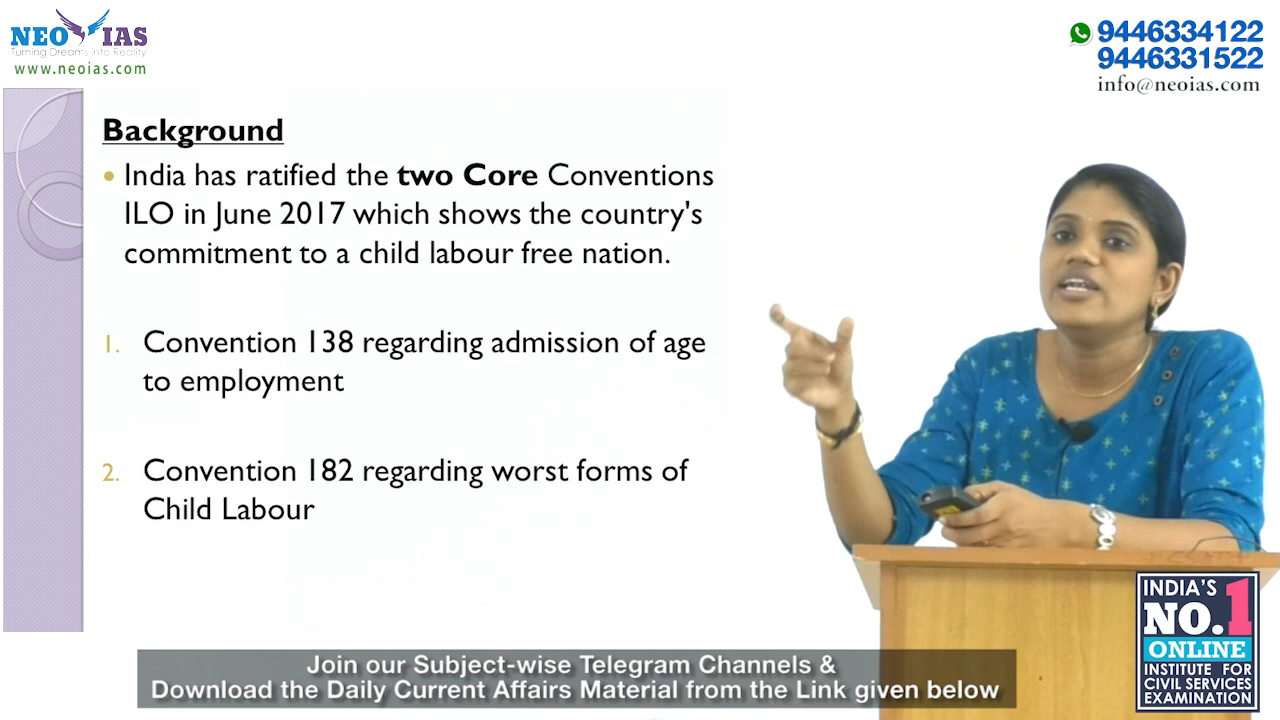 NEO IAS
Turning Dreams into Reality
www.neoias.com
9446334122
9446331522
info@neoias.com
Background
• India has ratified the two Core Conventions
ILO in June 2017 which shows the country's
commitment to a child labour free nation.
1. Convention 138 regarding admission of age
to employment
2. Convention 182 regarding worst forms of
Child Labour
INDIA'S
NO.1
ONLINE
INSTITUTE FOR
CIVIL SERVICES
EXAMINATION
Join our Subject-wise Telegram Channels &
Download the Daily Current Affairs Material from the Link given below